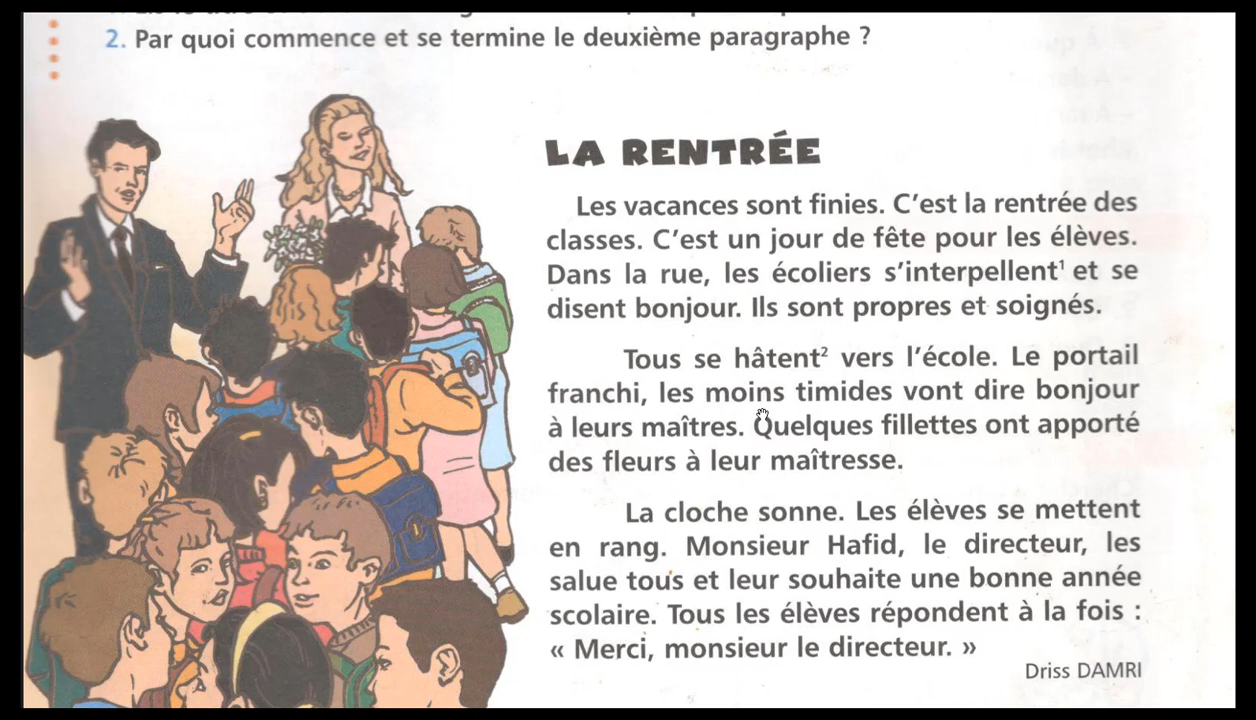 2. Par quoi commence et se termine le deuxième paragraphe ?
LA RENTRÉE
Les vacances sont finies. C’est la rentrée des
classes. C’est un jour de fête pour les élèves.
Dans la rue, les écoliers s’interpellent¹ et se
disent bonjour. Ils sont propres et soignés.
Tous se hâtent² vers l’école. Le portail
franchi, les moins timides vont dire bonjour
à leurs maîtres. Quelques fillettes ont apporté
des fleurs à leur maîtresse.
La cloche sonne. Les élèves se mettent
en rang. Monsieur Hafid, le directeur, les
salue tous et leur souhaite une bonne année
scolaire. Tous les élèves répondent à la fois :
« Merci, monsieur le directeur. »
Driss DAMRI